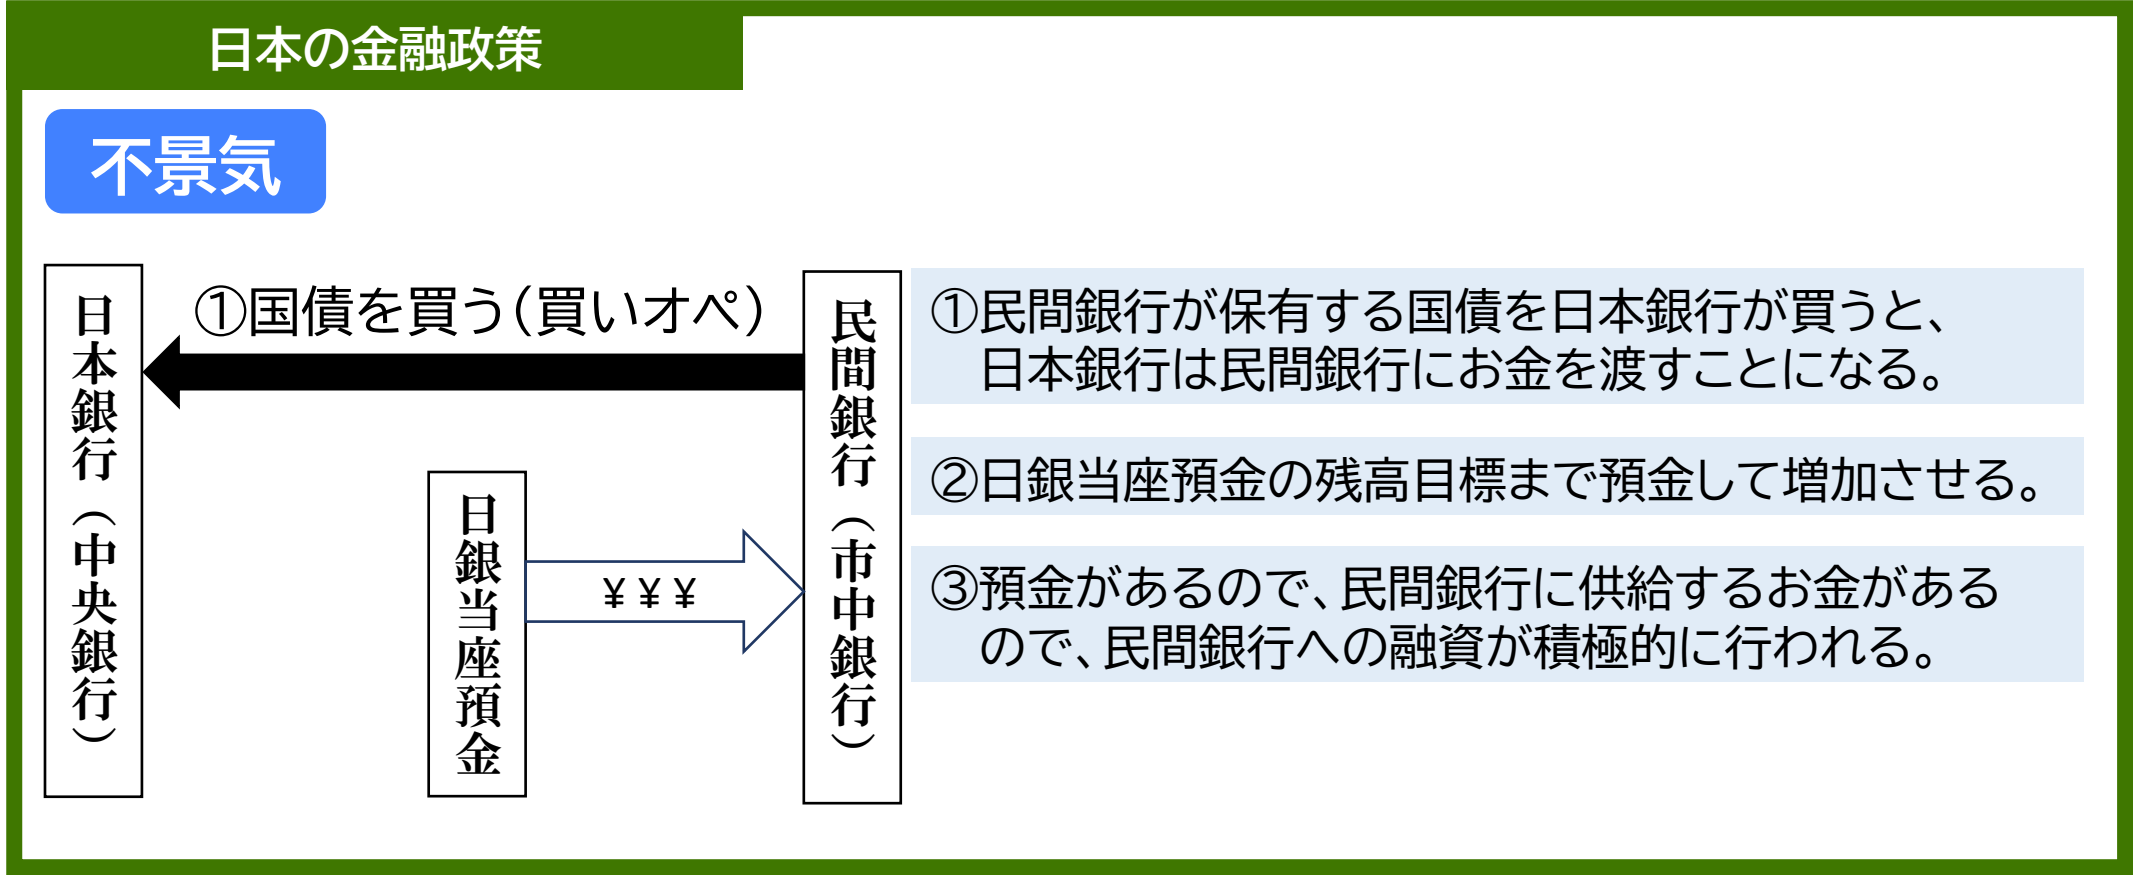 日本の金融政策
不景気
①国債を買う(買いオペ)
日本銀行(中央銀行)
日銀当座預金
¥¥¥
民間銀行(市中銀行)
①民間銀行が保有する国債を日本銀行が買うと、
日本銀行は民間銀行にお金を渡すことになる。
②日銀当座預金の残高目標まで預金して増加させる。
③預金があるので、民間銀行に供給するお金がある
ので、民間銀行への融資が積極的に行われる。